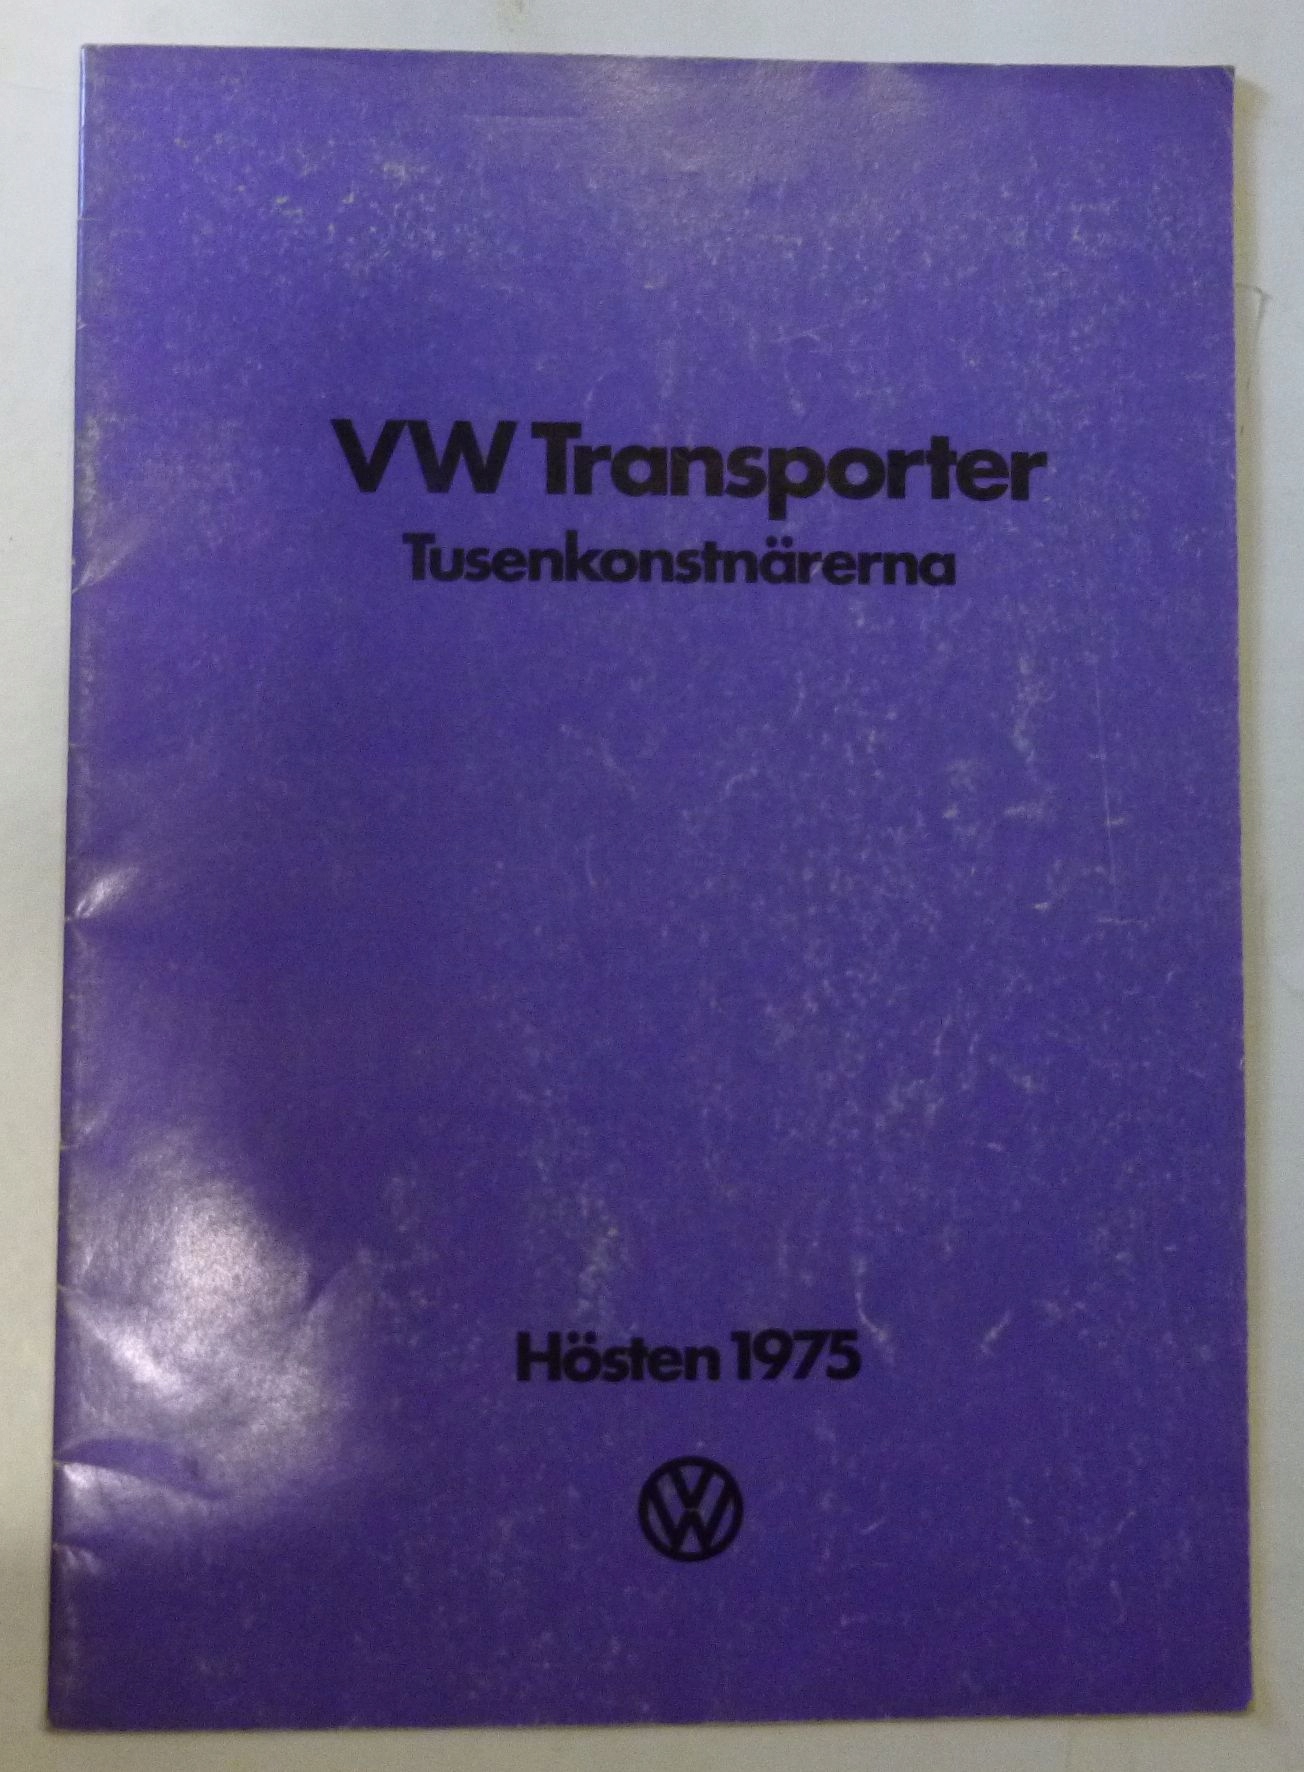 VW Transporter
Tusenkonstnärerna
Hösten 1975
VW